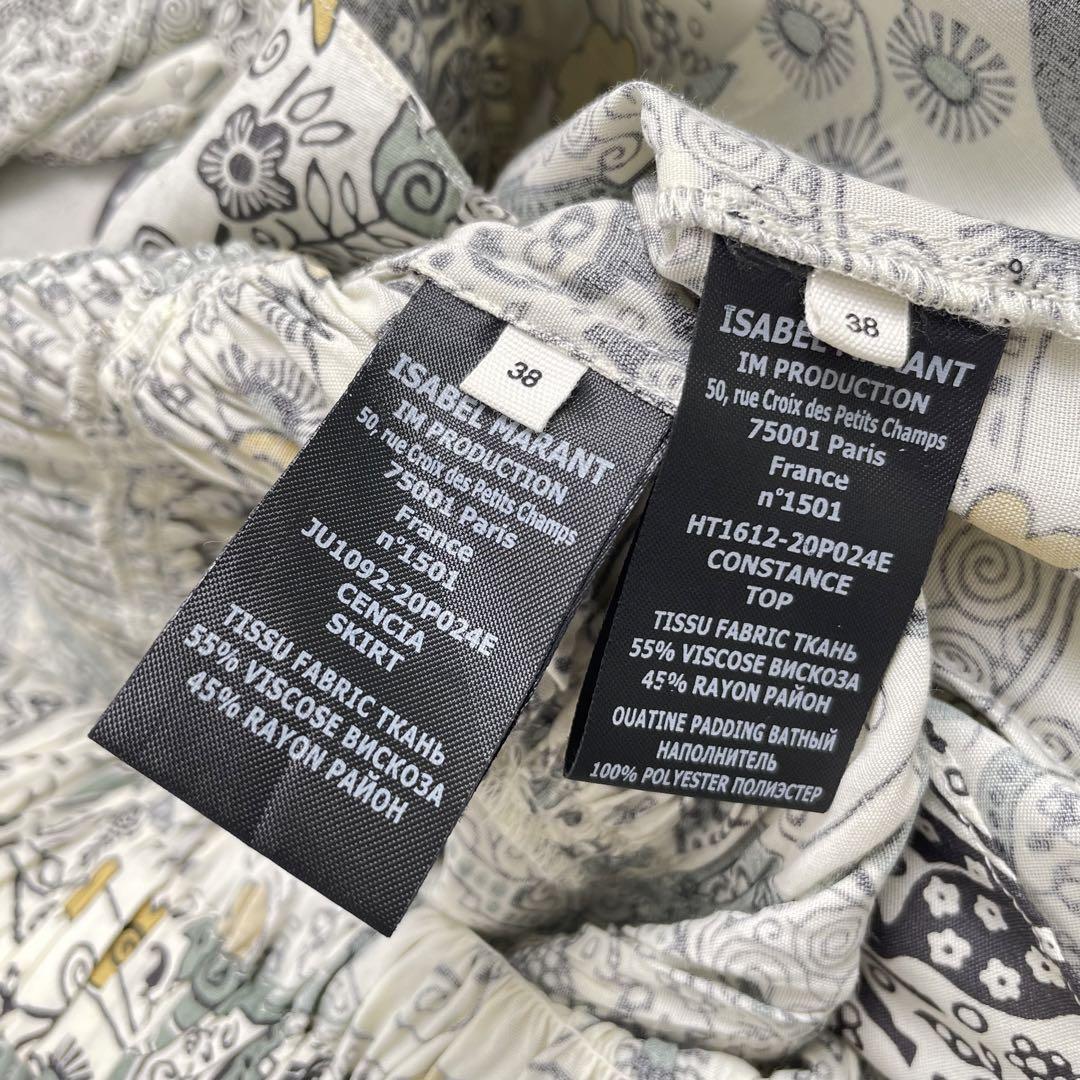 38
ISABEL MARANT
IM PRODUCTION
50, rue Croix des Petits Champs
75001 Paris
France
n°1501
JU1092-20P024E
CENCIA
SKIRT
TISSU FABRIC ТКАНЬ
55% VISCOSE ВИСКОЗА
45% RAYON РАЙОН
38
ISABEL MARANT
IM PRODUCTION
50, rue Croix des Petits Champs
75001 Paris
France
n°1501
HT1612-20P024E
CONSTANCE
TOP
TISSU FABRIC ТКАНЬ
55% VISCOSE ВИСКОЗА
45% RAYON РАЙОН
OUATINE PADDING ВАТНЫЙ
НАПОЛНИТЕЛЬ
100% POLYESTER ПОЛИЭСТЕР